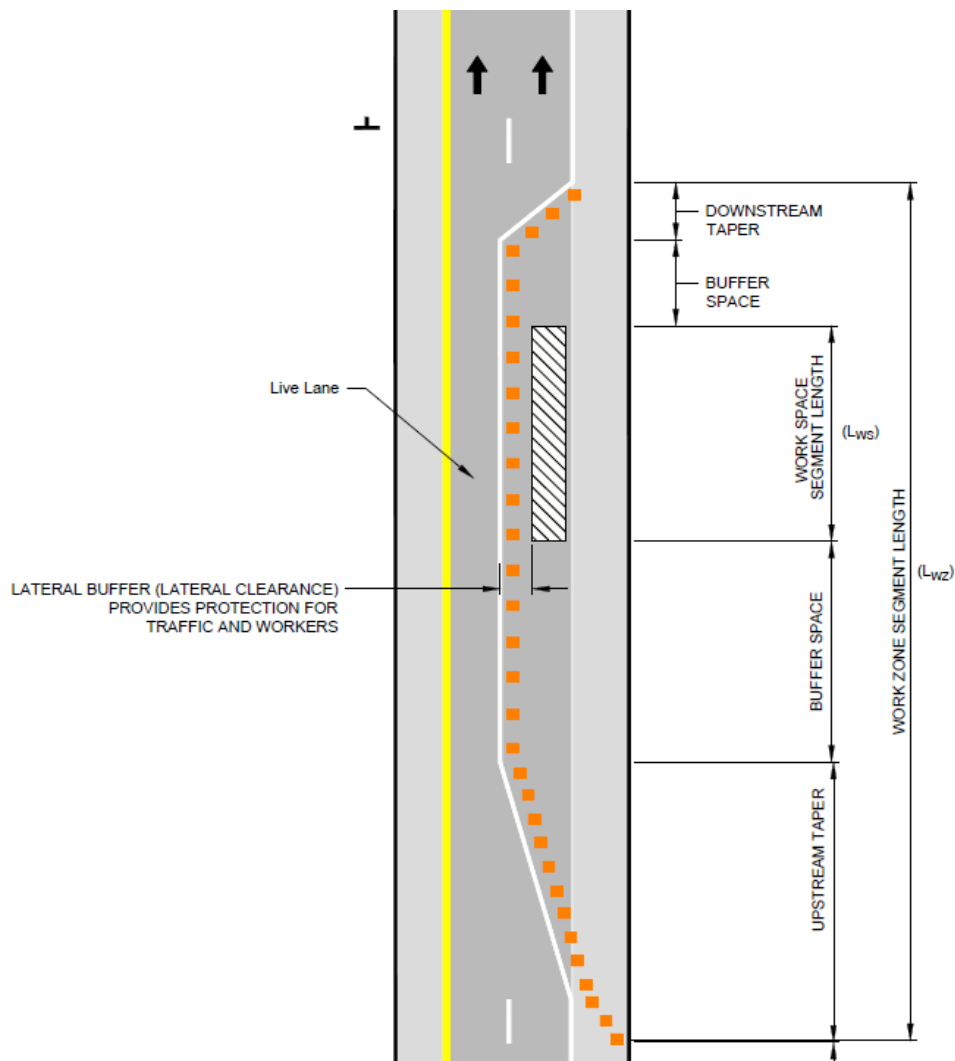 DOWNSTREAM
TAPER
BUFFER
SPACE
Live Lane
WORK SPACE
SEGMENT LENGTH
(LWS)
WORK ZONE SEGMENT LENGTH
(LWZ)
LATERAL BUFFER (LATERAL CLEARANCE)
PROVIDES PROTECTION FOR
TRAFFIC AND WORKERS
BUFFER SPACE
UPSTREAM TAPER